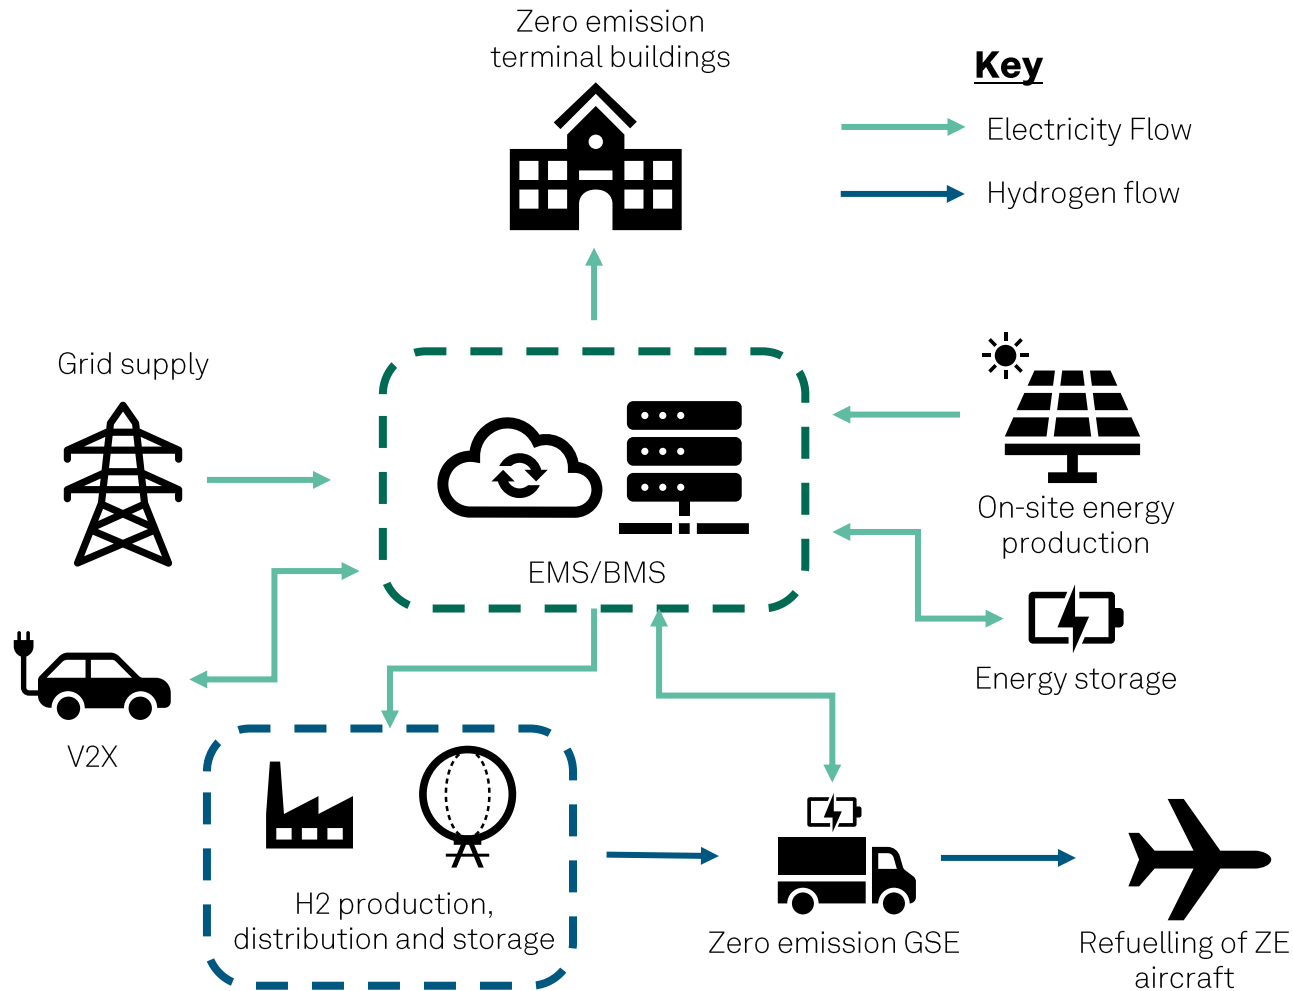 Zero emission
terminal buildings
Key
Electricity Flow
Hydrogen flow
Grid supply
On-site energy
production
EMS/BMS
Energy storage
V2X
H2 production,
distribution and storage
Zero emission GSE
Refuelling of ZE
aircraft